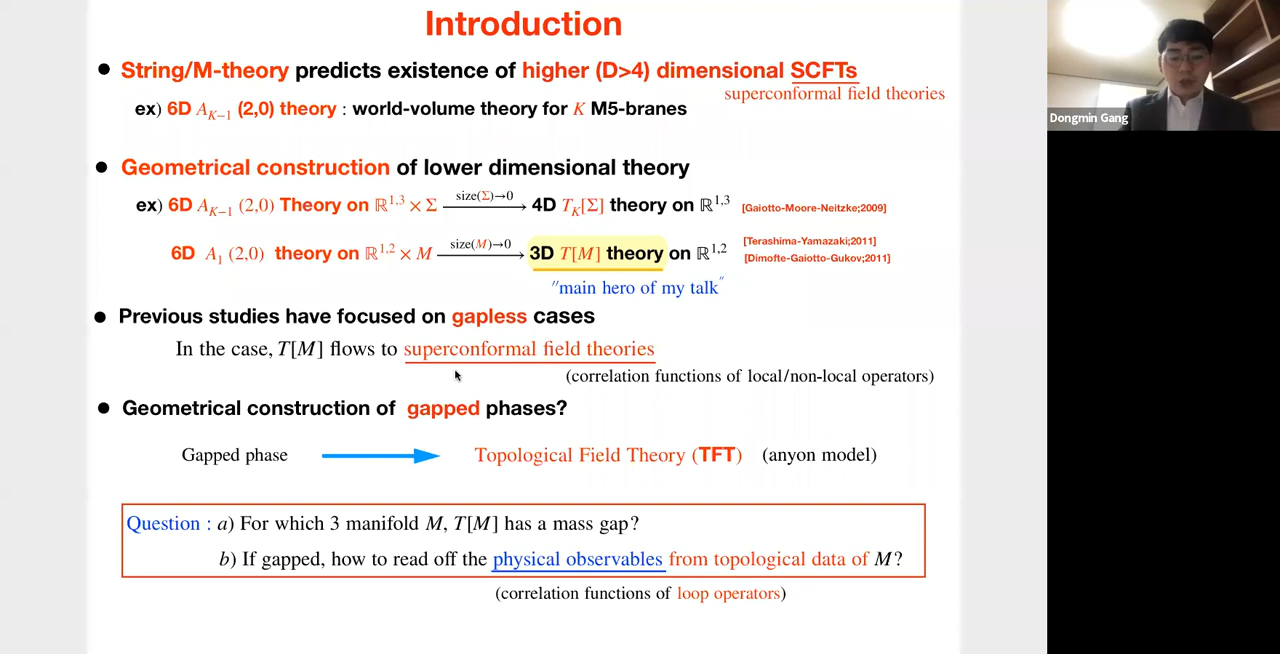 Introduction
● String/M-theory predicts existence of higher (D>4) dimensional SCFTs
superconformal field theories
ex) 6D A_{K−1} (2,0) theory : world-volume theory for K M5-branes
● Geometrical construction of lower dimensional theory
ex) 6D A_{K−1} (2,0) Theory on ℝ^{1,3} × Σ size(Σ)→0 ⟶ 4D T_K[Σ] theory on ℝ^{1,3} [Gaiotto-Moore-Neitzke;2009]
6D A_1 (2,0) theory on ℝ^{1,2} × M size(M)→0 ⟶ 3D T[M] theory on ℝ^{1,2} [Terashima-Yamazaki;2011]
[Dimofte-Gaiotto-Gukov;2011]
"main hero of my talk"
● Previous studies have focused on gapless cases
In the case, T[M] flows to superconformal field theories
(correlation functions of local/non-local operators)
● Geometrical construction of gapped phases?
Gapped phase Topological Field Theory (TFT) (anyon model)
Question : a) For which 3 manifold M, T[M] has a mass gap?
b) If gapped, how to read off the physical observables from topological data of M?
(correlation functions of loop operators)
Dongmin Gang